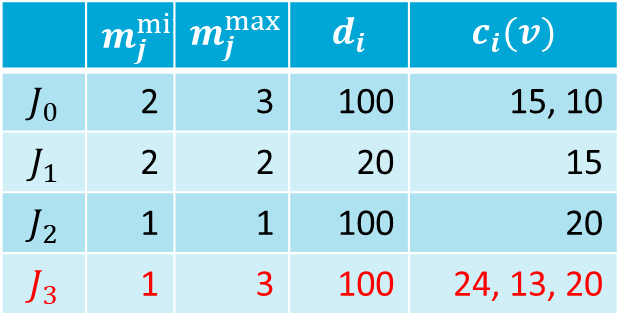 m_j^mi m_j^max d_i c_i(v)
J_0 2 3 100 15, 10
J_1 2 2 20 15
J_2 1 1 100 20
J_3 1 3 100 24, 13, 20